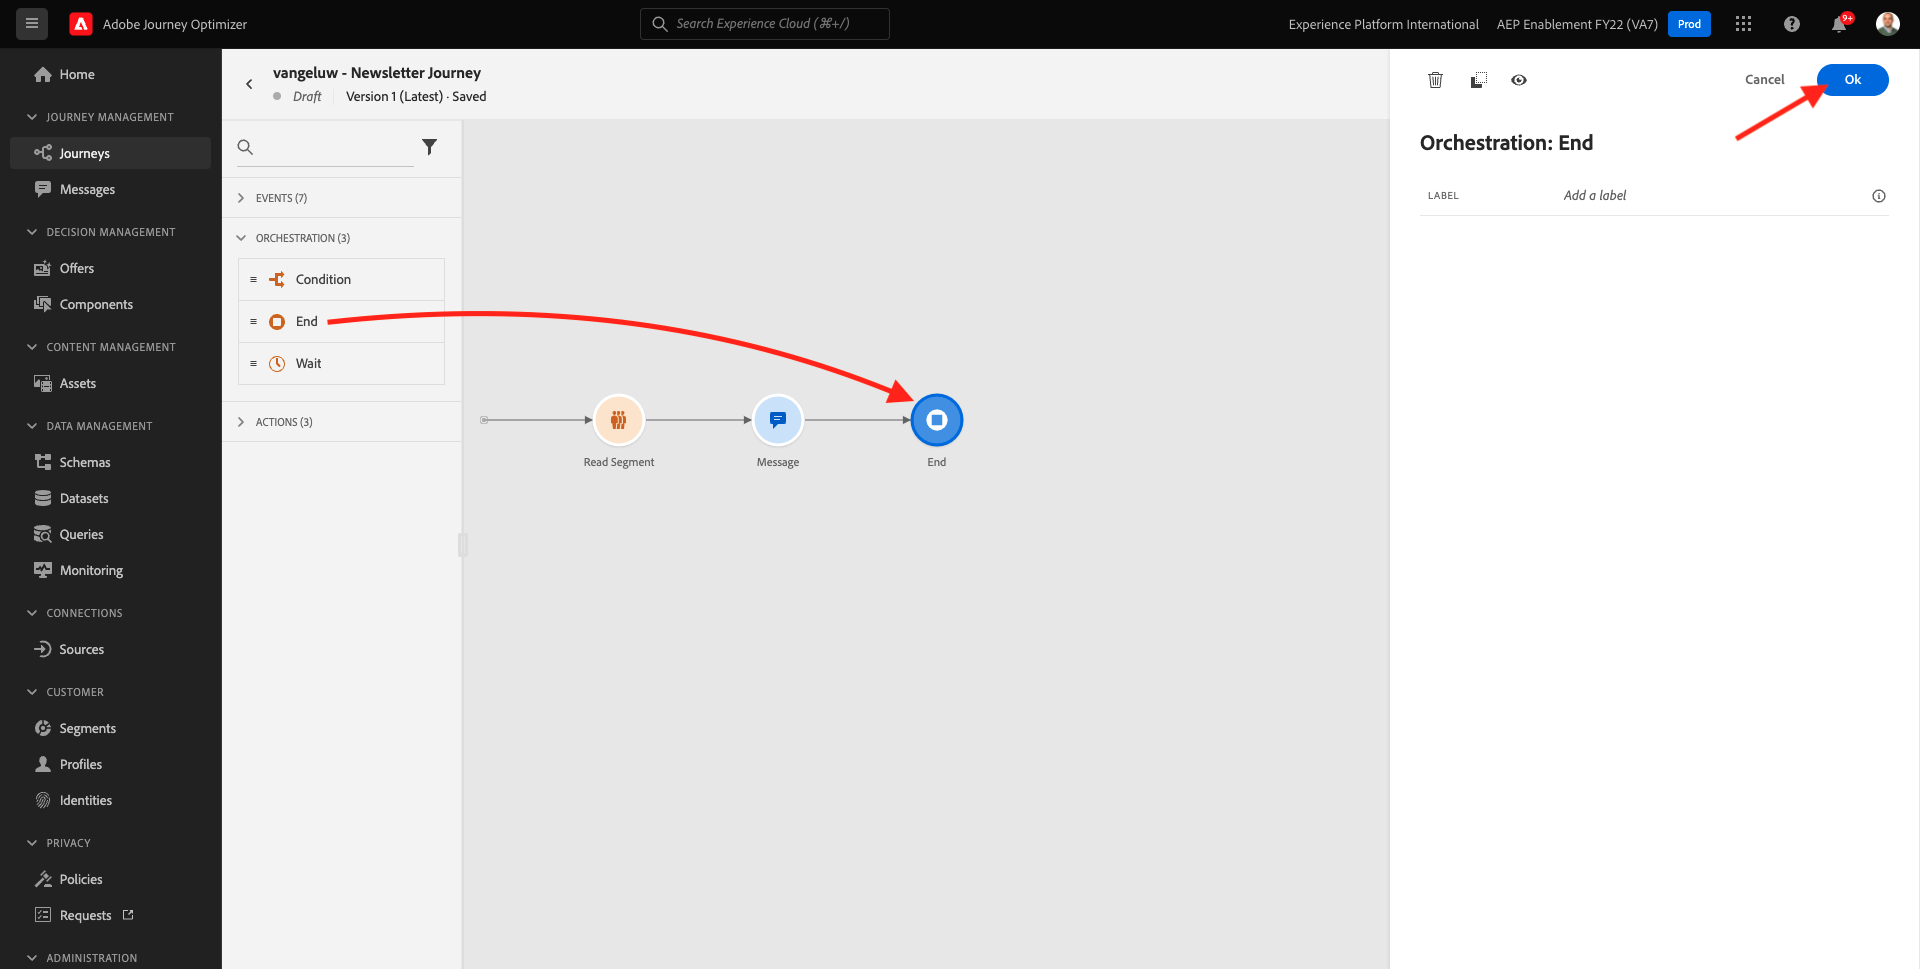 Adobe Journey Optimizer
Search Experience Cloud (⌘+/)
Experience Platform International
AEP Enablement FY22 (VA7)
Prod
9+
Home
JOURNEY MANAGEMENT
Journeys
Messages
DECISION MANAGEMENT
Offers
Components
CONTENT MANAGEMENT
Assets
DATA MANAGEMENT
Schemas
Datasets
Queries
Monitoring
CONNECTIONS
Sources
CUSTOMER
Segments
Profiles
Identities
PRIVACY
Policies
Requests
ADMINISTRATION
vangeluw - Newsletter Journey
Draft
Version 1 (Latest) · Saved
EVENTS (7)
ORCHESTRATION (3)
Condition
End
Wait
ACTIONS (3)
Read Segment
Message
End
Cancel
Ok
Orchestration: End
LABEL
Add a label